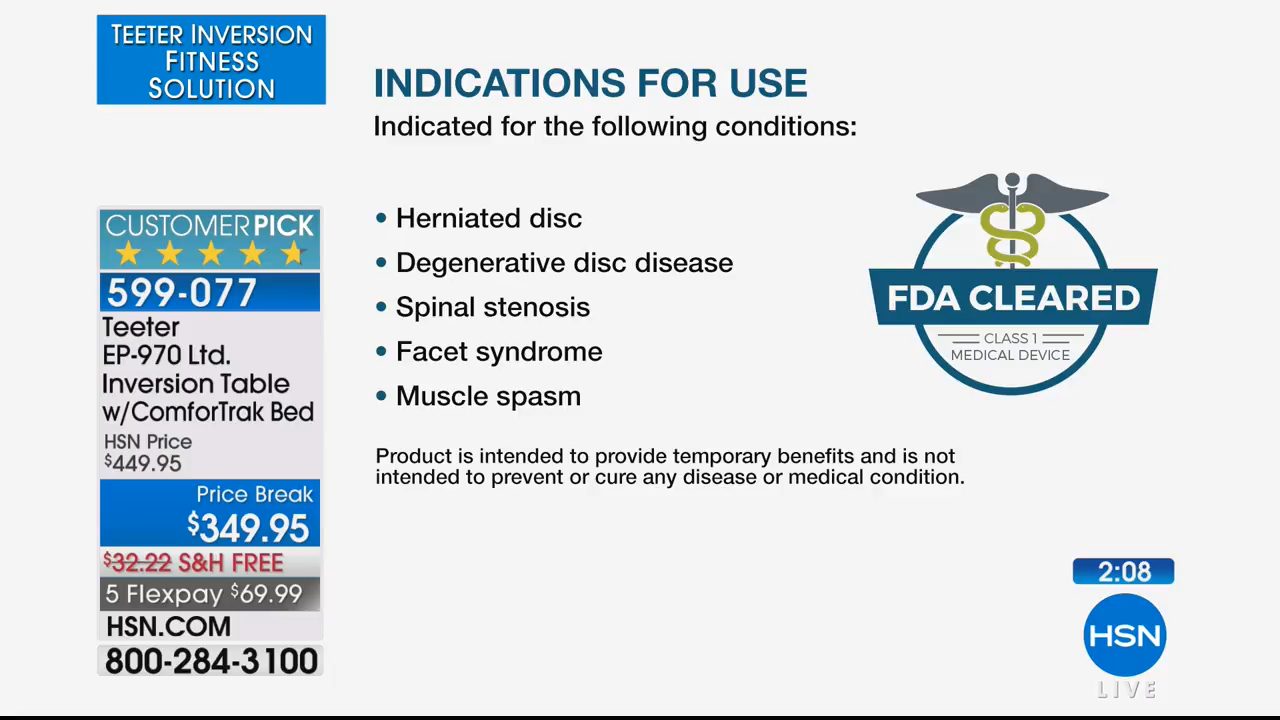 TEETER INVERSION
FITNESS
SOLUTION
INDICATIONS FOR USE
Indicated for the following conditions:
• Herniated disc
• Degenerative disc disease
• Spinal stenosis
• Facet syndrome
• Muscle spasm
Product is intended to provide temporary benefits and is not
intended to prevent or cure any disease or medical condition.
FDA CLEARED
CLASS 1
MEDICAL DEVICE
CUSTOMER PICK
599-077
Teeter
EP-970 Ltd.
Inversion Table
w/ComforTrak Bed
HSN Price
$449.95
Price Break
$349.95
$32.22 S&H FREE
5 Flexpay $69.99
HSN.COM
800-284-3100
2:08
HSN
LIVE